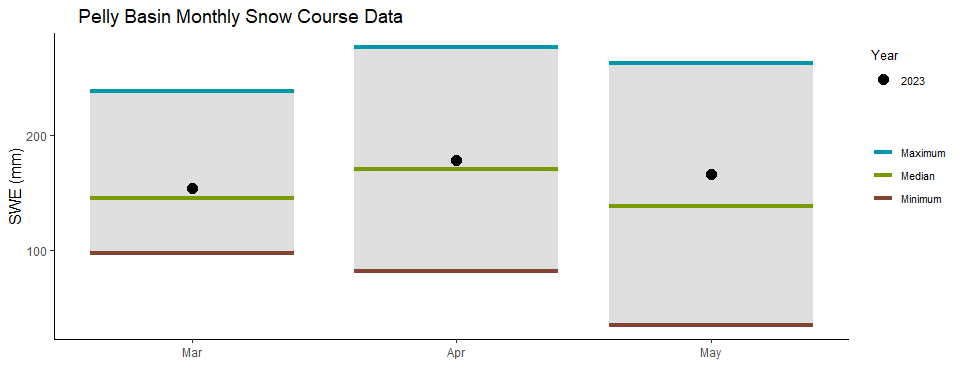 Pelly Basin Monthly Snow Course Data
SWE (mm)
200
100
Mar
Apr
May
Year
2023
Maximum
Median
Minimum